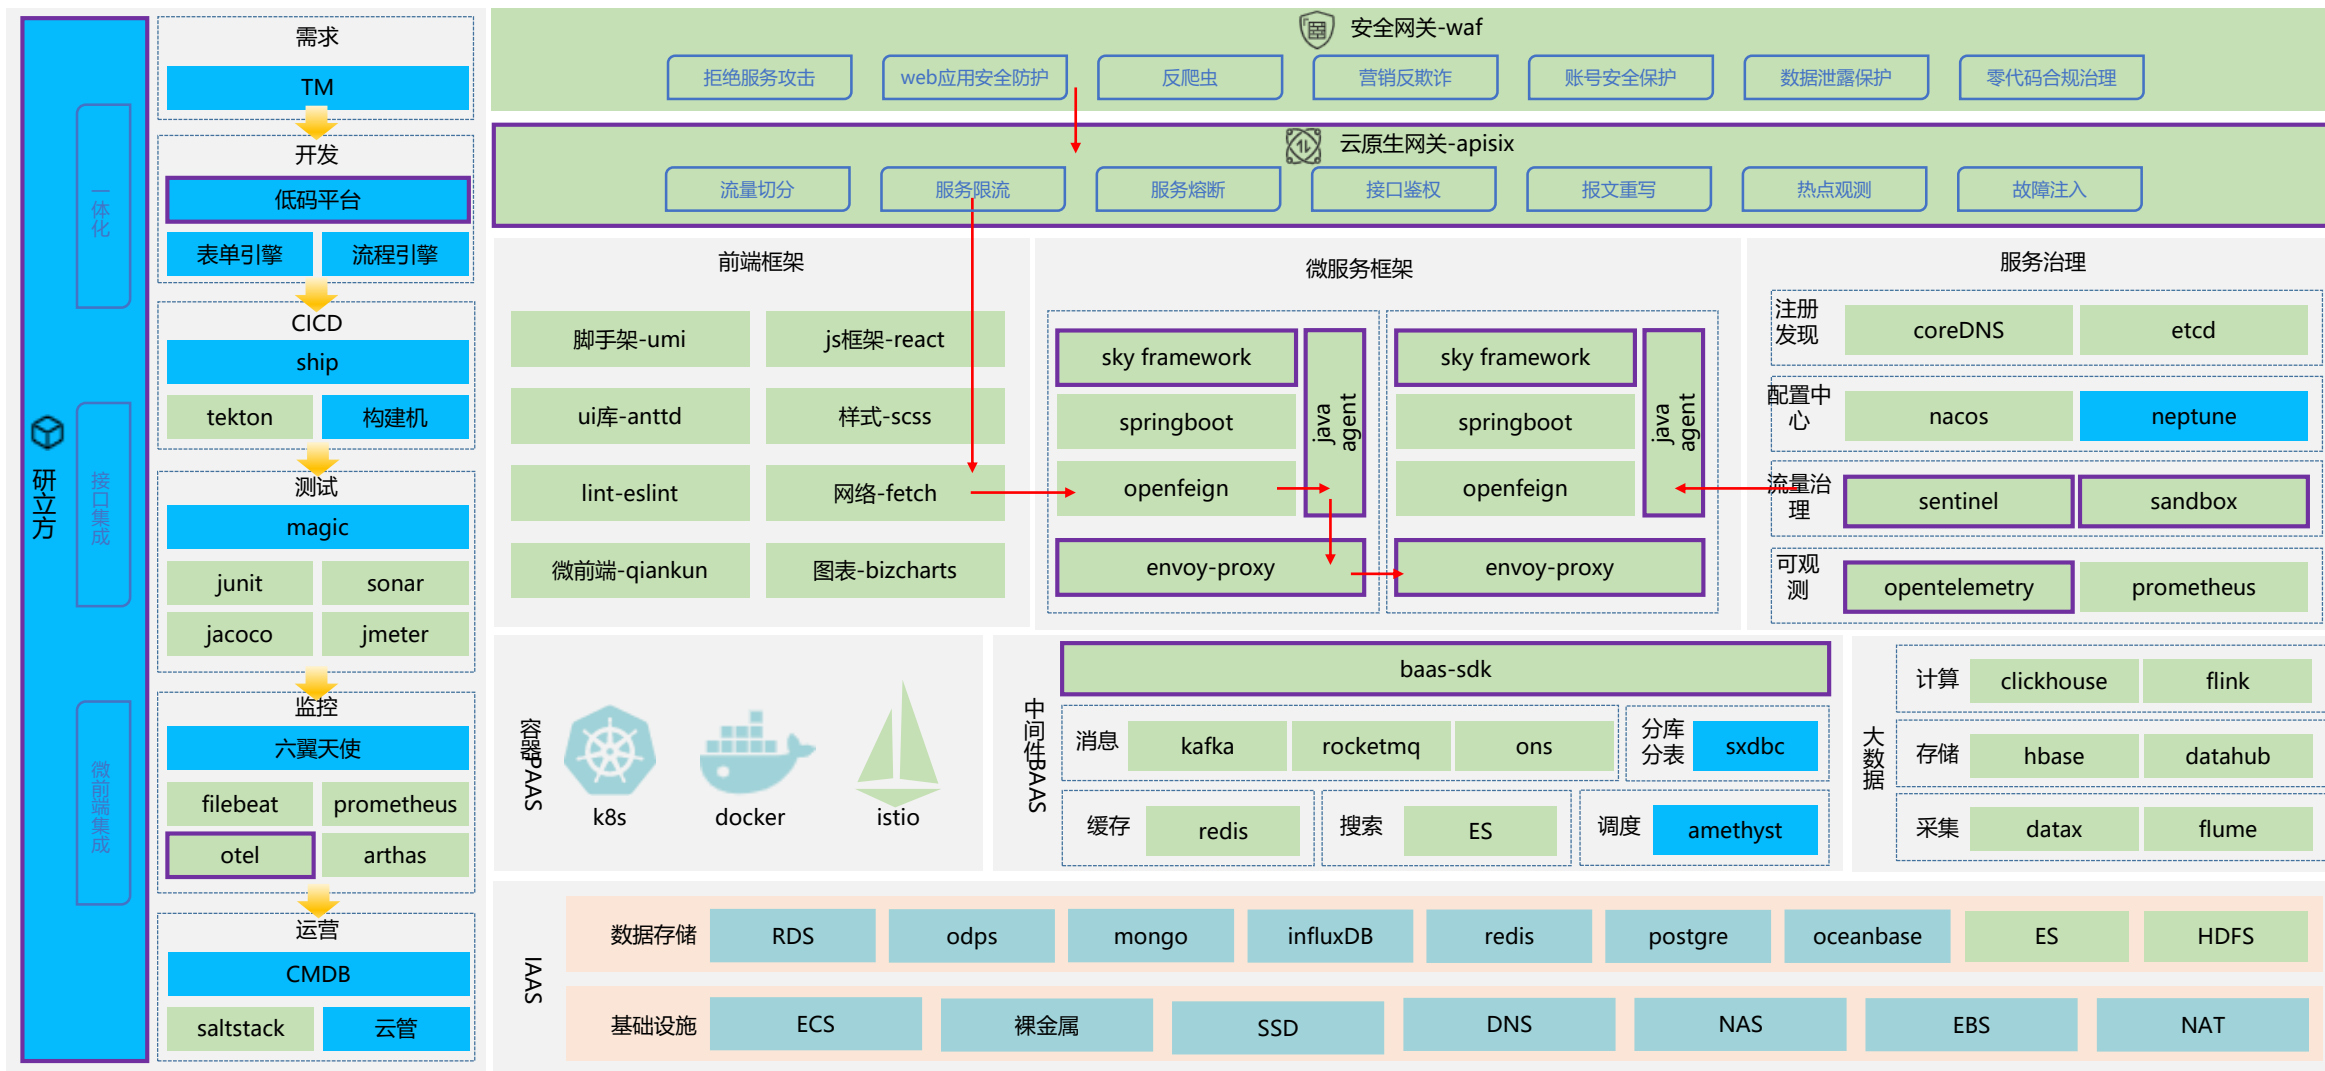 研立方
一体化
接口集成
微前端集成
需求
TM
开发
低码平台
表单引擎
流程引擎
CICD
ship
tekton
构建机
测试
magic
junit
sonar
jacoco
jmeter
监控
六翼天使
filebeat
prometheus
otel
arthas
运营
CMDB
saltstack
云管
安全网关-waf
拒绝服务攻击
web应用安全防护
反爬虫
营销反欺诈
账号安全保护
数据泄露保护
零代码合规治理
云原生网关-apisix
流量切分
服务限流
服务熔断
接口鉴权
报文重写
热点观测
故障注入
前端框架
脚手架-umi
js框架-react
ui库-anttd
样式-scss
lint-eslint
网络-fetch
微前端-qiankun
图表-bizcharts
微服务框架
sky framework
springboot
openfeign
java
agent
envoy-proxy
sky framework
springboot
openfeign
java
agent
envoy-proxy
服务治理
注册
发现
coreDNS
etcd
配置中
心
nacos
neptune
流量治
理
sentinel
sandbox
可观
测
opentelemetry
prometheus
容器PAAS
k8s
docker
istio
中间件BAAS
baas-sdk
消息
kafka
rocketmq
ons
分库
分表
sxdbc
缓存
redis
搜索
ES
调度
amethyst
大数据
计算
clickhouse
flink
存储
hbase
datahub
采集
datax
flume
IAAS
数据存储
RDS
odps
mongo
influxDB
redis
postgre
oceanbase
ES
HDFS
基础设施
ECS
裸金属
SSD
DNS
NAS
EBS
NAT